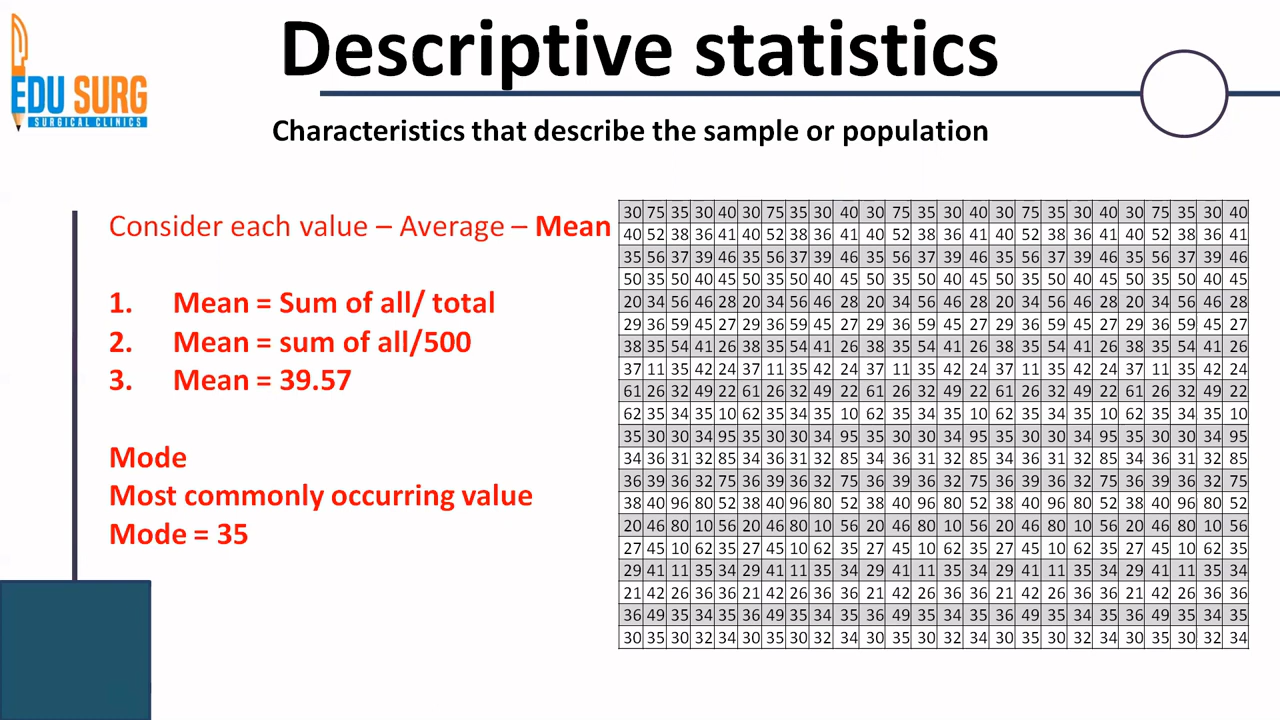 Descriptive statistics
EDU SURG
SURGICAL CLINICS
Characteristics that describe the sample or population
Consider each value – Average – Mean
1. Mean = Sum of all/ total
2. Mean = sum of all/500
3. Mean = 39.57
Mode
Most commonly occurring value
Mode = 35
30 75 35 30 40 30 75 35 30 40 30 75 35 30 40 30 75 35 30 40 30 75 35 30 40
40 52 38 36 41 40 52 38 36 41 40 52 38 36 41 40 52 38 36 41 40 52 38 36 41
35 56 37 39 46 35 56 37 39 46 35 56 37 39 46 35 56 37 39 46 35 56 37 39 46
50 35 50 40 45 50 35 50 40 45 50 35 50 40 45 50 35 50 40 45 50 35 50 40 45
20 34 56 46 28 20 34 56 46 28 20 34 56 46 28 20 34 56 46 28 20 34 56 46 28
29 36 59 45 27 29 36 59 45 27 29 36 59 45 27 29 36 59 45 27 29 36 59 45 27
38 35 54 41 26 38 35 54 41 26 38 35 54 41 26 38 35 54 41 26 38 35 54 41 26
37 11 35 42 24 37 11 35 42 24 37 11 35 42 24 37 11 35 42 24 37 11 35 42 24
61 26 32 49 22 61 26 32 49 22 61 26 32 49 22 61 26 32 49 22 61 26 32 49 22
62 35 34 35 10 62 35 34 35 10 62 35 34 35 10 62 35 34 35 10 62 35 34 35 10
35 30 30 34 95 35 30 30 34 95 35 30 30 34 95 35 30 30 34 95 35 30 30 34 95
34 36 31 32 85 34 36 31 32 85 34 36 31 32 85 34 36 31 32 85 34 36 31 32 85
36 39 36 32 75 36 39 36 32 75 36 39 36 32 75 36 39 36 32 75 36 39 36 32 75
38 40 96 80 52 38 40 96 80 52 38 40 96 80 52 38 40 96 80 52 38 40 96 80 52
20 46 80 10 56 20 46 80 10 56 20 46 80 10 56 20 46 80 10 56 20 46 80 10 56
27 45 10 62 35 27 45 10 62 35 27 45 10 62 35 27 45 10 62 35 27 45 10 62 35
29 41 11 35 34 29 41 11 35 34 29 41 11 35 34 29 41 11 35 34 29 41 11 35 34
21 42 26 36 36 21 42 26 36 36 21 42 26 36 36 21 42 26 36 36 21 42 26 36 36
36 49 35 34 35 36 49 35 34 35 36 49 35 34 35 36 49 35 34 35 36 49 35 34 35
30 35 30 32 34 30 35 30 32 34 30 35 30 32 34 30 35 30 32 34 30 35 30 32 34